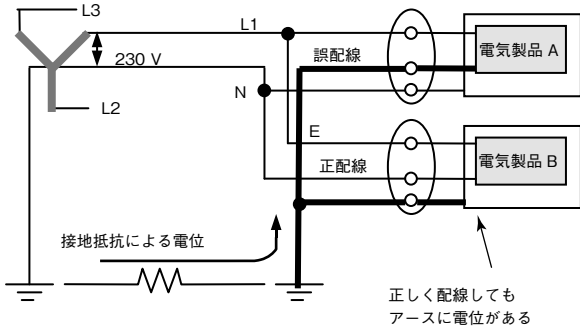 L3
L1
誤配線
電気製品 A
230 V
L2
N
E
正配線
電気製品 B
接地抵抗による電位
正しく配線しても
アースに電位がある